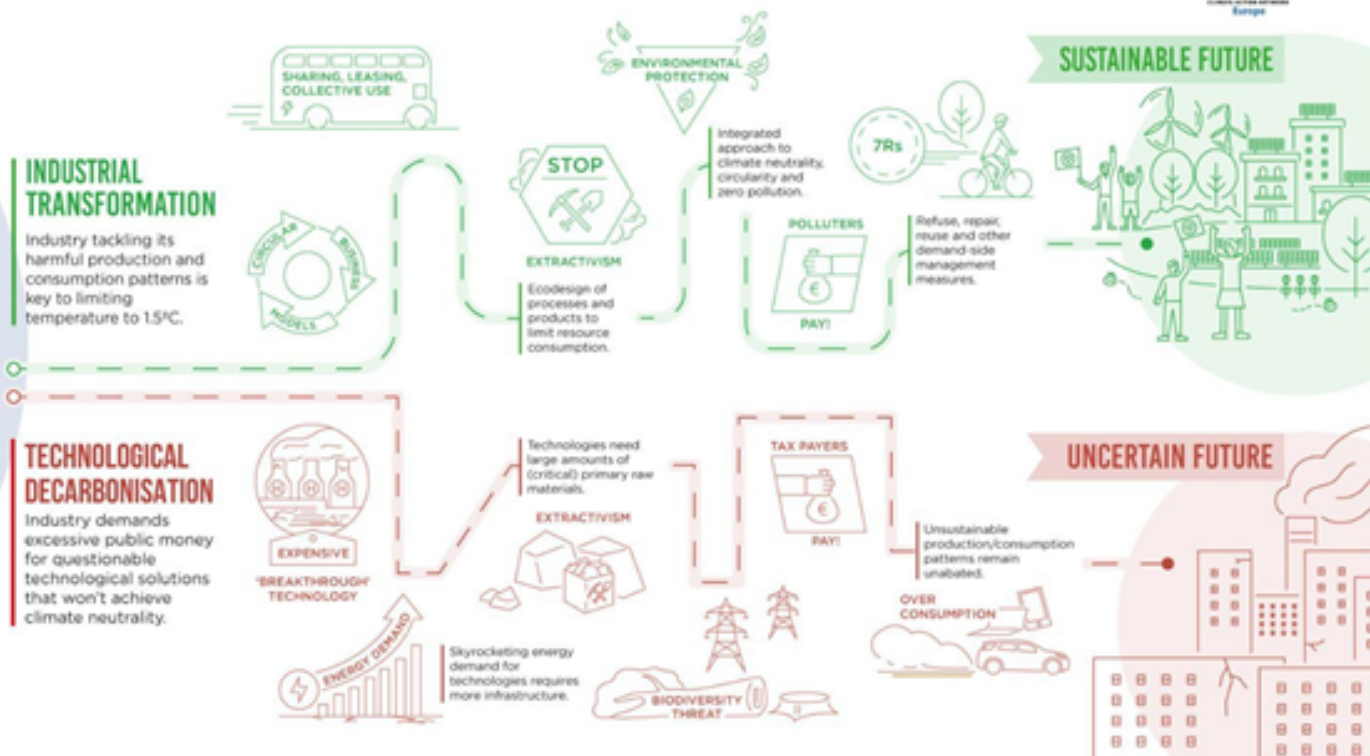 CLIMATE ACTION NETWORK
Europe
SUSTAINABLE FUTURE
SHARING, LEASING,
COLLECTIVE USE
ENVIRONMENTAL
PROTECTION
INDUSTRIAL
TRANSFORMATION
Industry tackling its
harmful production and
consumption patterns is
key to limiting
temperature to 1.5ºC.
CIRCULAR
BUSINESS
MODELS
STOP
EXTRACTIVISM
Ecodesign of
processes and
products to
limit resource
consumption.
Integrated
approach to
climate neutrality,
circularity and
zero pollution.
7Rs
POLLUTERS
€
PAY!
Refuse, repair,
reuse and other
demand-side
management
measures.
TECHNOLOGICAL
DECARBONISATION
Industry demands
excessive public money
for questionable
technological solutions
that won't achieve
climate neutrality.
EXPENSIVE
'BREAKTHROUGH'
TECHNOLOGY
Technologies need
large amounts of
(critical) primary raw
materials.
EXTRACTIVISM
TAX PAYERS
€
PAY!
Unsustainable
production/consumption
patterns remain
unabated.
UNCERTAIN FUTURE
ENERGY DEMAND
Skyrocketing energy
demand for
technologies requires
more infrastructure.
BIODIVERSITY
THREAT
OVER
CONSUMPTION